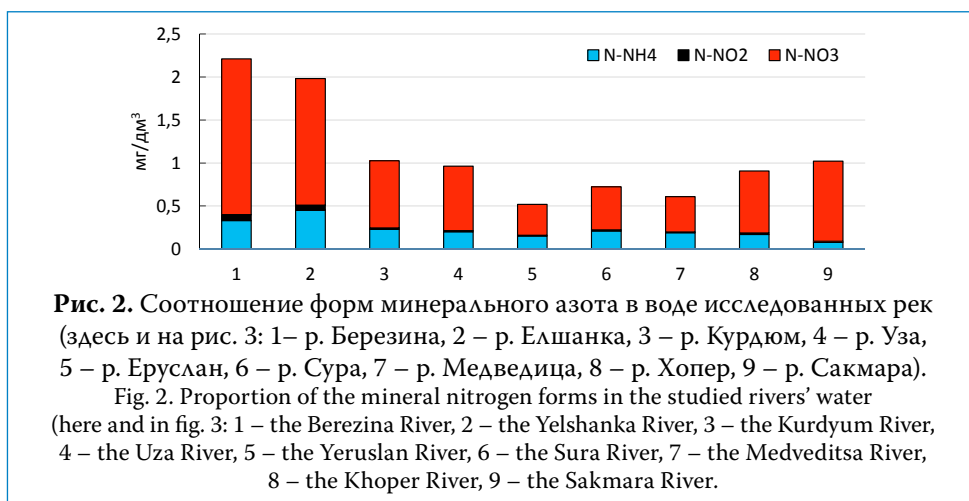 2,5
2
1,5
1
0,5
0
мг/дм³
N-NH4 N-NO2 N-NO3
1 2 3 4 5 6 7 8 9
Рис. 2. Соотношение форм минерального азота в воде исследованных рек
(здесь и на рис. 3: 1– р. Березина, 2 – р. Елшанка, 3 – р. Курдюм, 4 – р. Уза,
5 – р. Еруслан, 6 – р. Сура, 7 – р. Медведица, 8 – р. Хопер, 9 – р. Сакмара).
Fig. 2. Proportion of the mineral nitrogen forms in the studied rivers’ water
(here and in fig. 3: 1 – the Berezina River, 2 – the Yelshanka River, 3 – the Kurdyum River,
4 – the Uza River, 5 – the Yeruslan River, 6 – the Sura River, 7 – the Medveditsa River,
8 – the Khoper River, 9 – the Sakmara River.